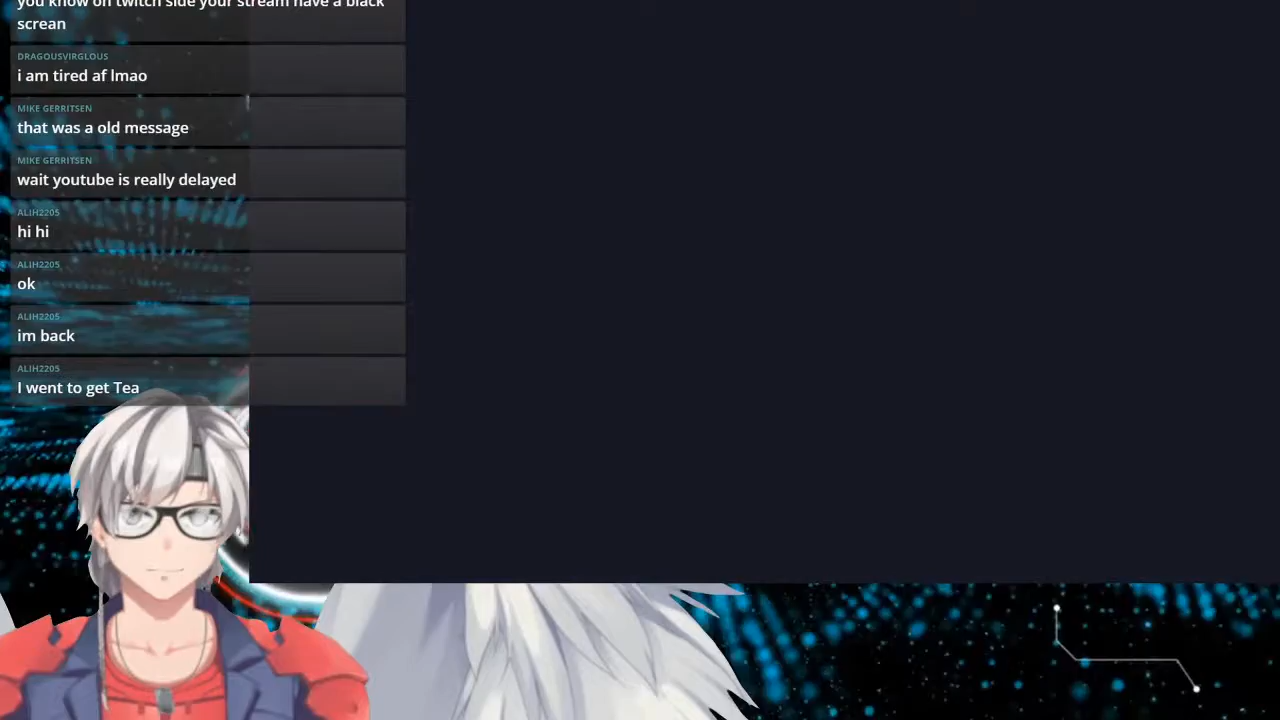 you know on twitch side your stream have a black
screan
DRAGOUSVIRGLOUS
i am tired af lmao
MIKE GERRITSEN
that was a old message
MIKE GERRITSEN
wait youtube is really delayed
ALIH2205
hi hi
ALIH2205
ok
ALIH2205
im back
ALIH2205
I went to get Tea